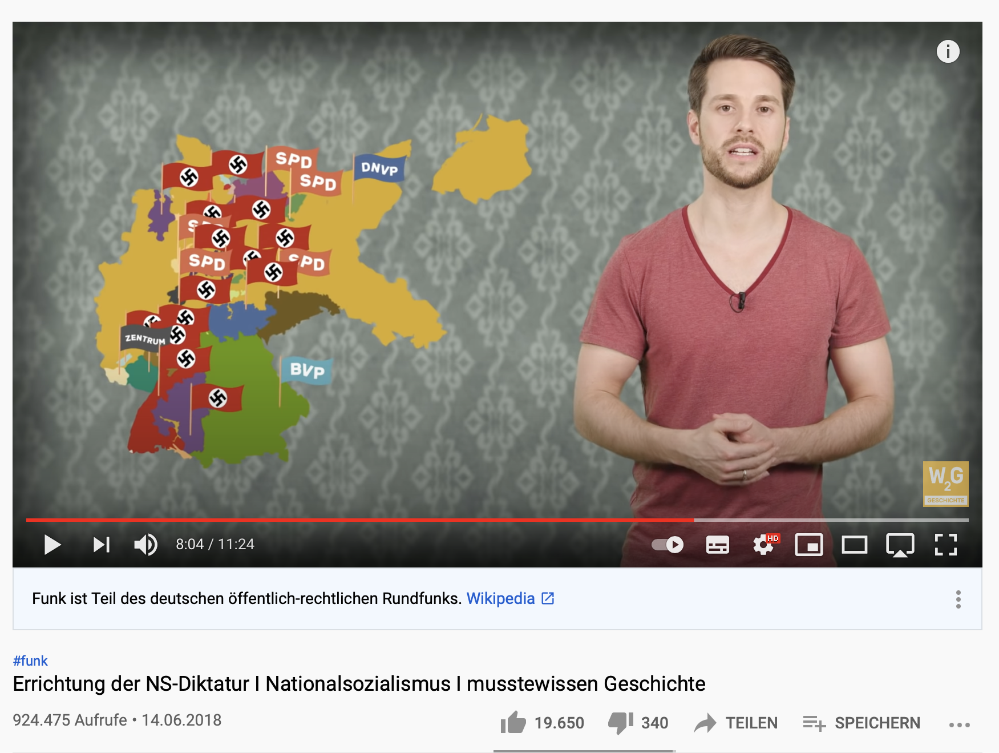 SPD
SPD
DNVP
SPD
SPD
ZENTRUM
BVP
W2G
GESCHICHTE
8:04 / 11:24
HD
Funk ist Teil des deutschen öffentlich-rechtlichen Rundfunks. Wikipedia
#funk
Errichtung der NS-Diktatur I Nationalsozialismus I musstewissen Geschichte
924.475 Aufrufe • 14.06.2018
19.650 340 TEILEN SPEICHERN